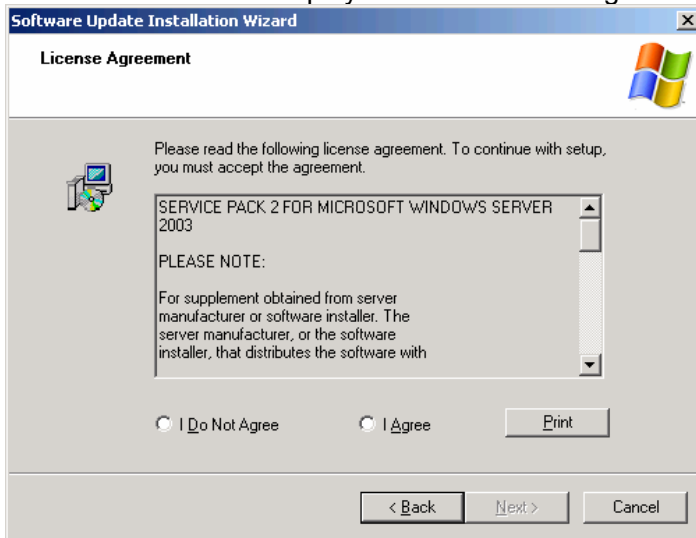 Software Update Installation Wizard
License Agreement
Please read the following license agreement. To continue with setup,
you must accept the agreement.
SERVICE PACK 2 FOR MICROSOFT WINDOWS SERVER
2003
PLEASE NOTE:
For supplement obtained from server
manufacturer or software installer. The
server manufacturer, or the software
installer, that distributes the software with
I Do Not Agree
I Agree
Print
< Back
Next >
Cancel